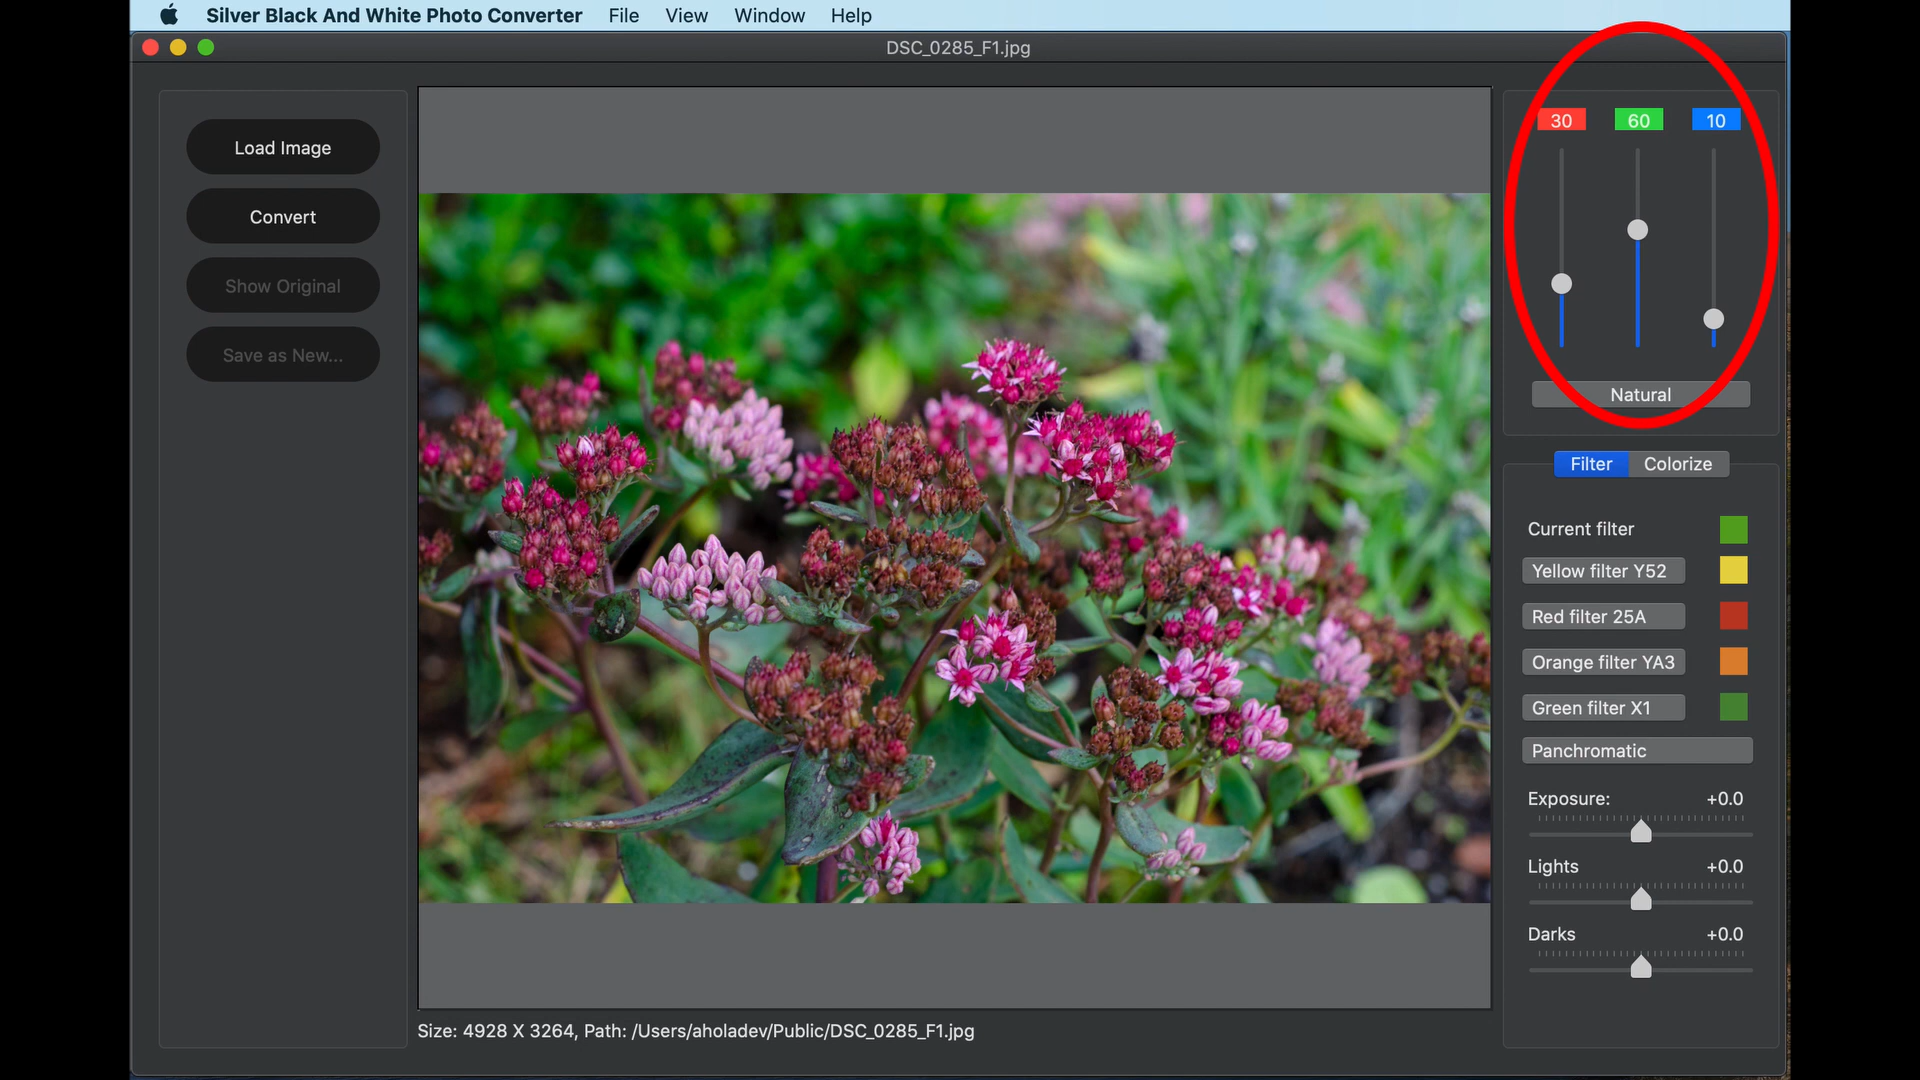 Silver Black And White Photo Converter File View Window Help
DSC_0285_F1.jpg
Load Image
Convert
Show Original
Save as New...
30 60 10
Natural
Filter Colorize
Current filter
Yellow filter Y52
Red filter 25A
Orange filter YA3
Green filter X1
Panchromatic
Exposure: +0.0
Lights +0.0
Darks +0.0
Size: 4928 X 3264, Path: /Users/aholadev/Public/DSC_0285_F1.jpg